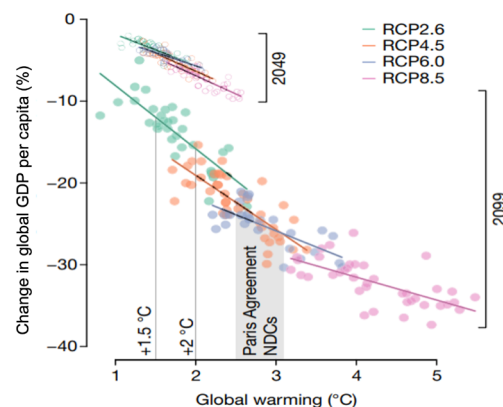 0
−10
−20
−30
−40
Change in global GDP per capita (%)
RCP2.6
RCP4.5
RCP6.0
RCP8.5
2049
2099
+1.5 °C
+2 °C
Paris Agreement
NDCs
1
2
3
4
5
Global warming (°C)